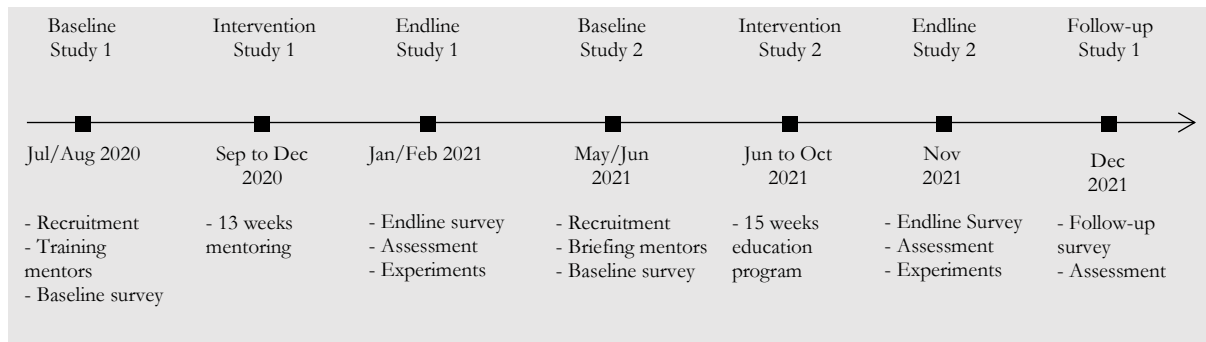 Baseline
Study 1
Intervention
Study 1
Endline
Study 1
Baseline
Study 2
Intervention
Study 2
Endline
Study 2
Follow-up
Study 1
Jul/Aug 2020
Sep to Dec
2020
Jan/Feb 2021
May/Jun
2021
Jun to Oct
2021
Nov
2021
Dec
2021
- Recruitment
- Training
mentors
- Baseline survey
- 13 weeks
mentoring
- Endline survey
- Assessment
- Experiments
- Recruitment
- Briefing mentors
- Baseline survey
- 15 weeks
education
program
- Endline Survey
- Assessment
- Experiments
- Follow-up
survey
- Assessment